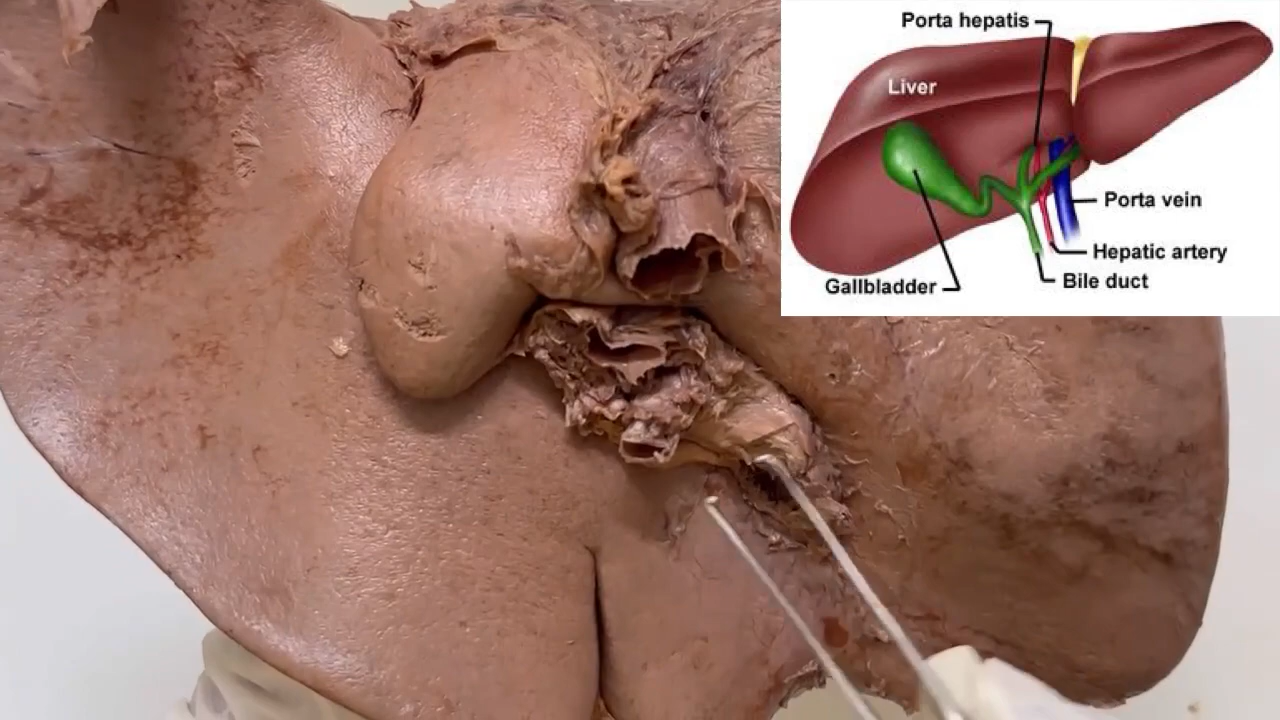 Porta hepatis
Liver
Porta vein
Hepatic artery
Gallbladder
Bile duct